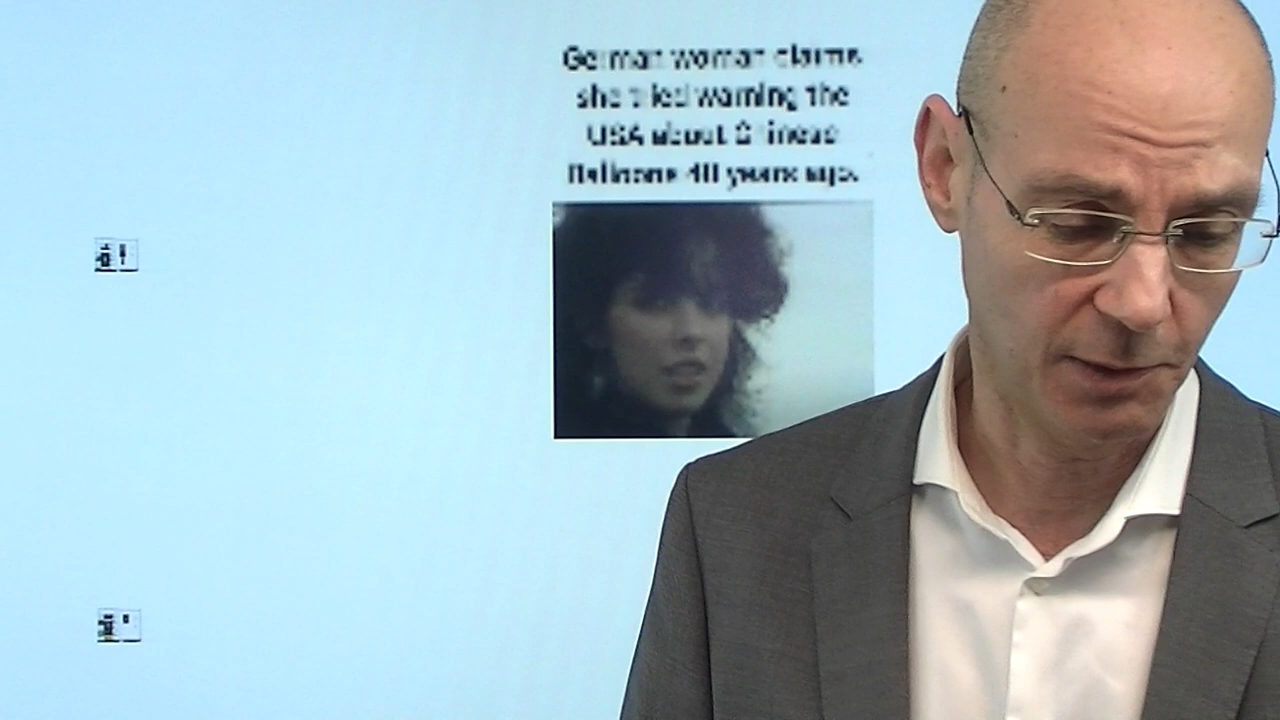 German woman claims
she tried warning the
USA about Chinese
Balloons 40 years ago.